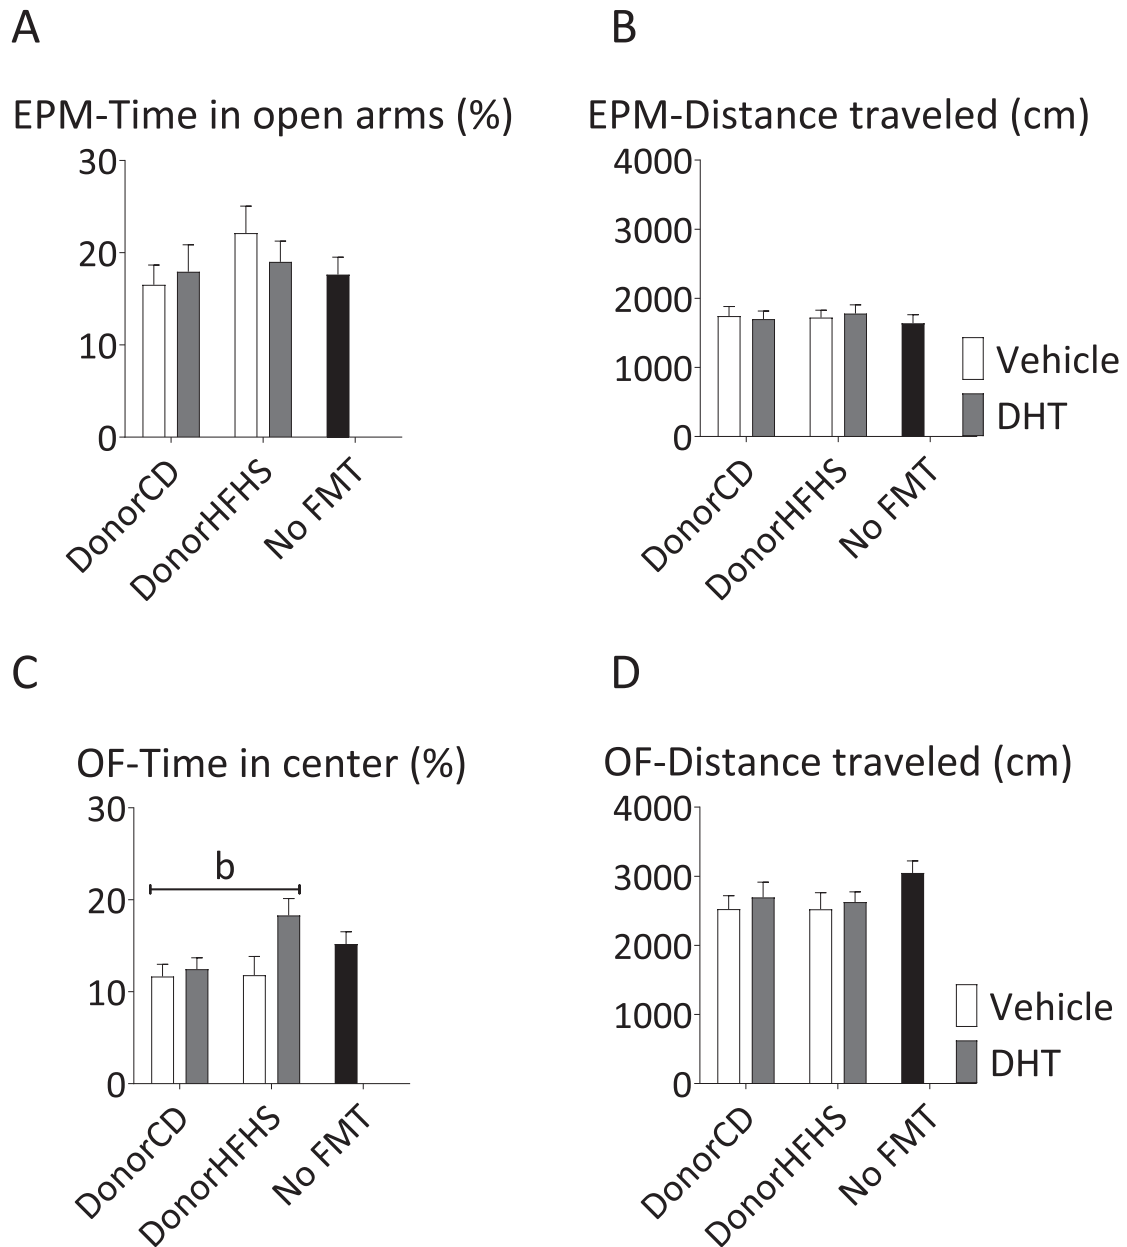 A
B
EPM-Time in open arms (%)
EPM-Distance traveled (cm)
30
20
10
0
DonorCD
DonorHFHS
No FMT
4000
3000
2000
1000
0
DonorCD
DonorHFHS
No FMT
Vehicle
DHT
C
D
OF-Time in center (%)
OF-Distance traveled (cm)
30
20
10
0
b
DonorCD
DonorHFHS
No FMT
4000
3000
2000
1000
0
DonorCD
DonorHFHS
No FMT
Vehicle
DHT